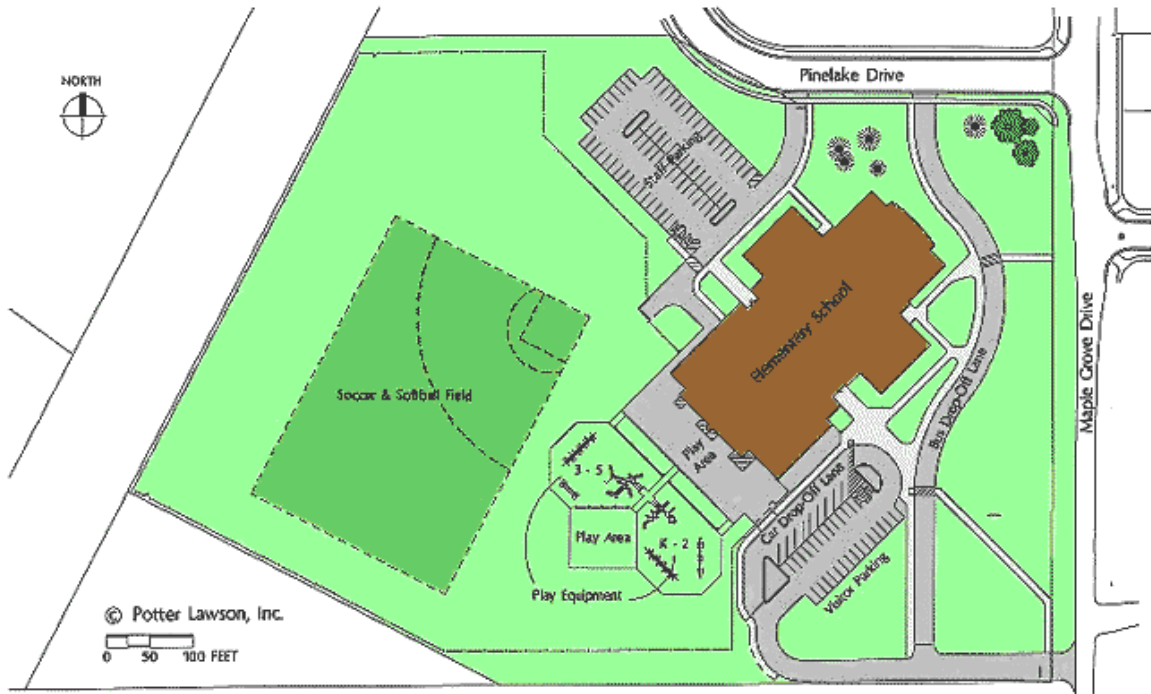 NORTH
Pinelake Drive
Staff Parking
Elementary School
Maple Grove Drive
Soccer & Softball Field
Bus Drop-Off Lane
Play
Area
3 - 5
Car Drop-Off Lane
Play Area
K - 2
Play Equipment
Visitor Parking
© Potter Lawson, Inc.
0 50 100 FEET